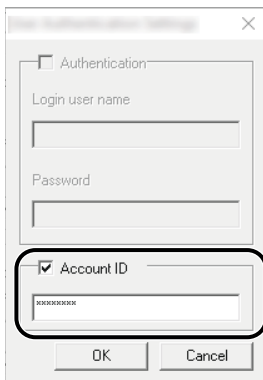 Authentication
Login user name
Password
Account ID
********
OK
Cancel